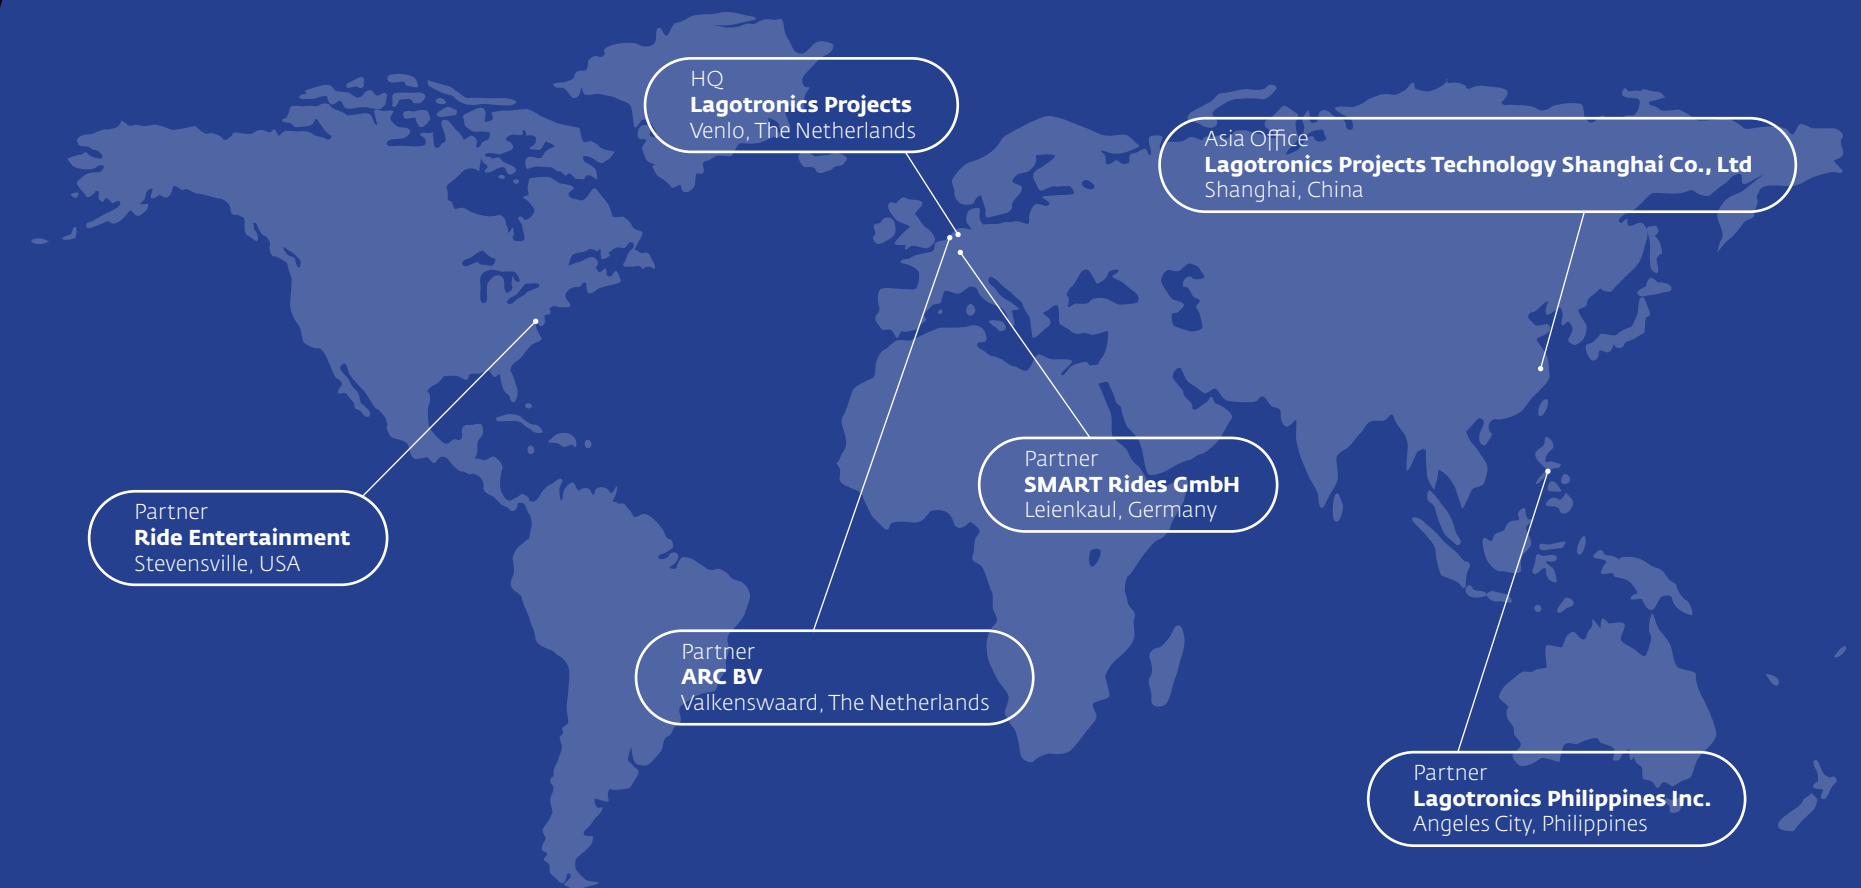 HQ
Lagotronics Projects
Venlo, The Netherlands
Asia Office
Lagotronics Projects Technology Shanghai Co., Ltd
Shanghai, China
Partner
SMART Rides GmbH
Leienkaul, Germany
Partner
Ride Entertainment
Stevensville, USA
Partner
ARC BV
Valkenswaard, The Netherlands
Partner
Lagotronics Philippines Inc.
Angeles City, Philippines